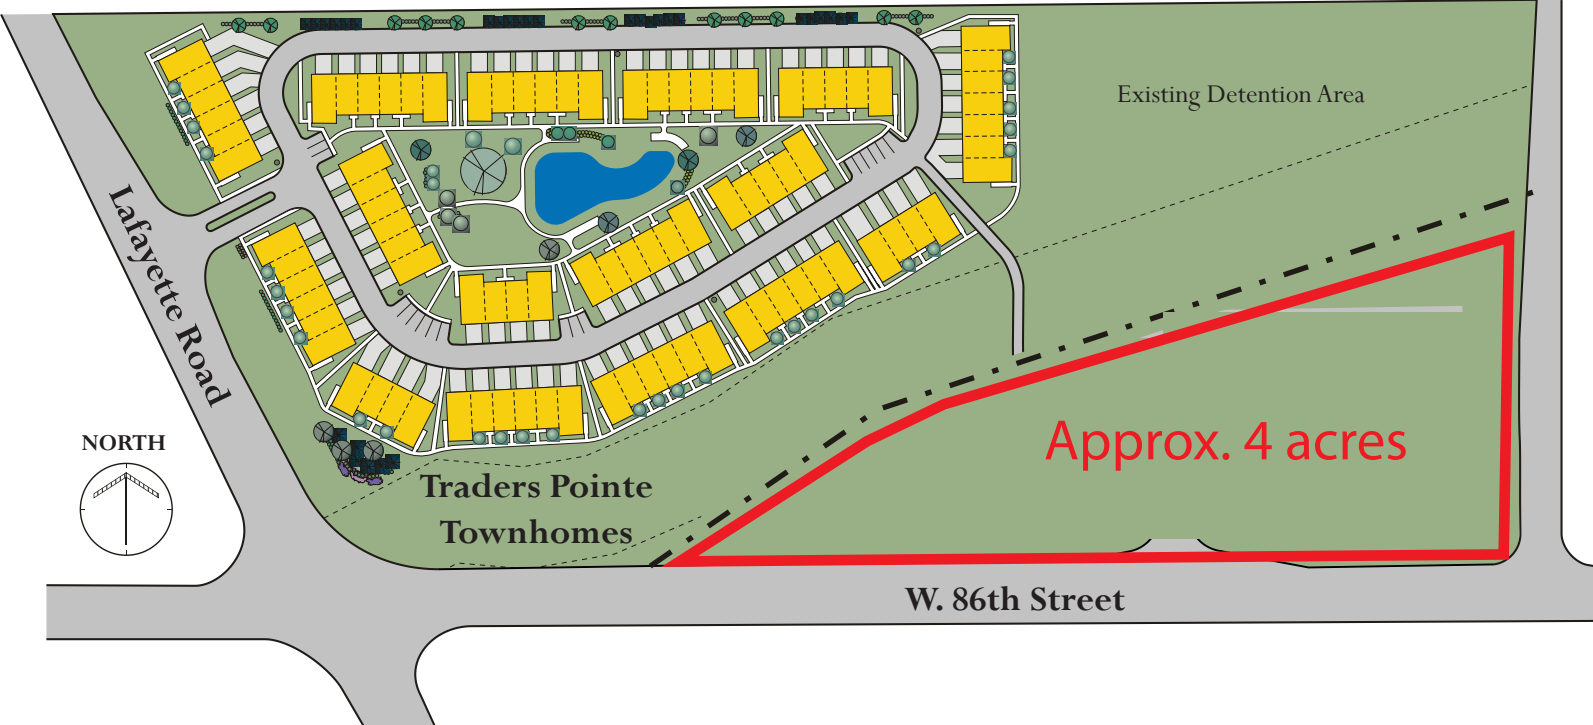 Existing Detention Area
Lafayette Road
NORTH
Approx. 4 acres
Traders Pointe
Townhomes
W. 86th Street